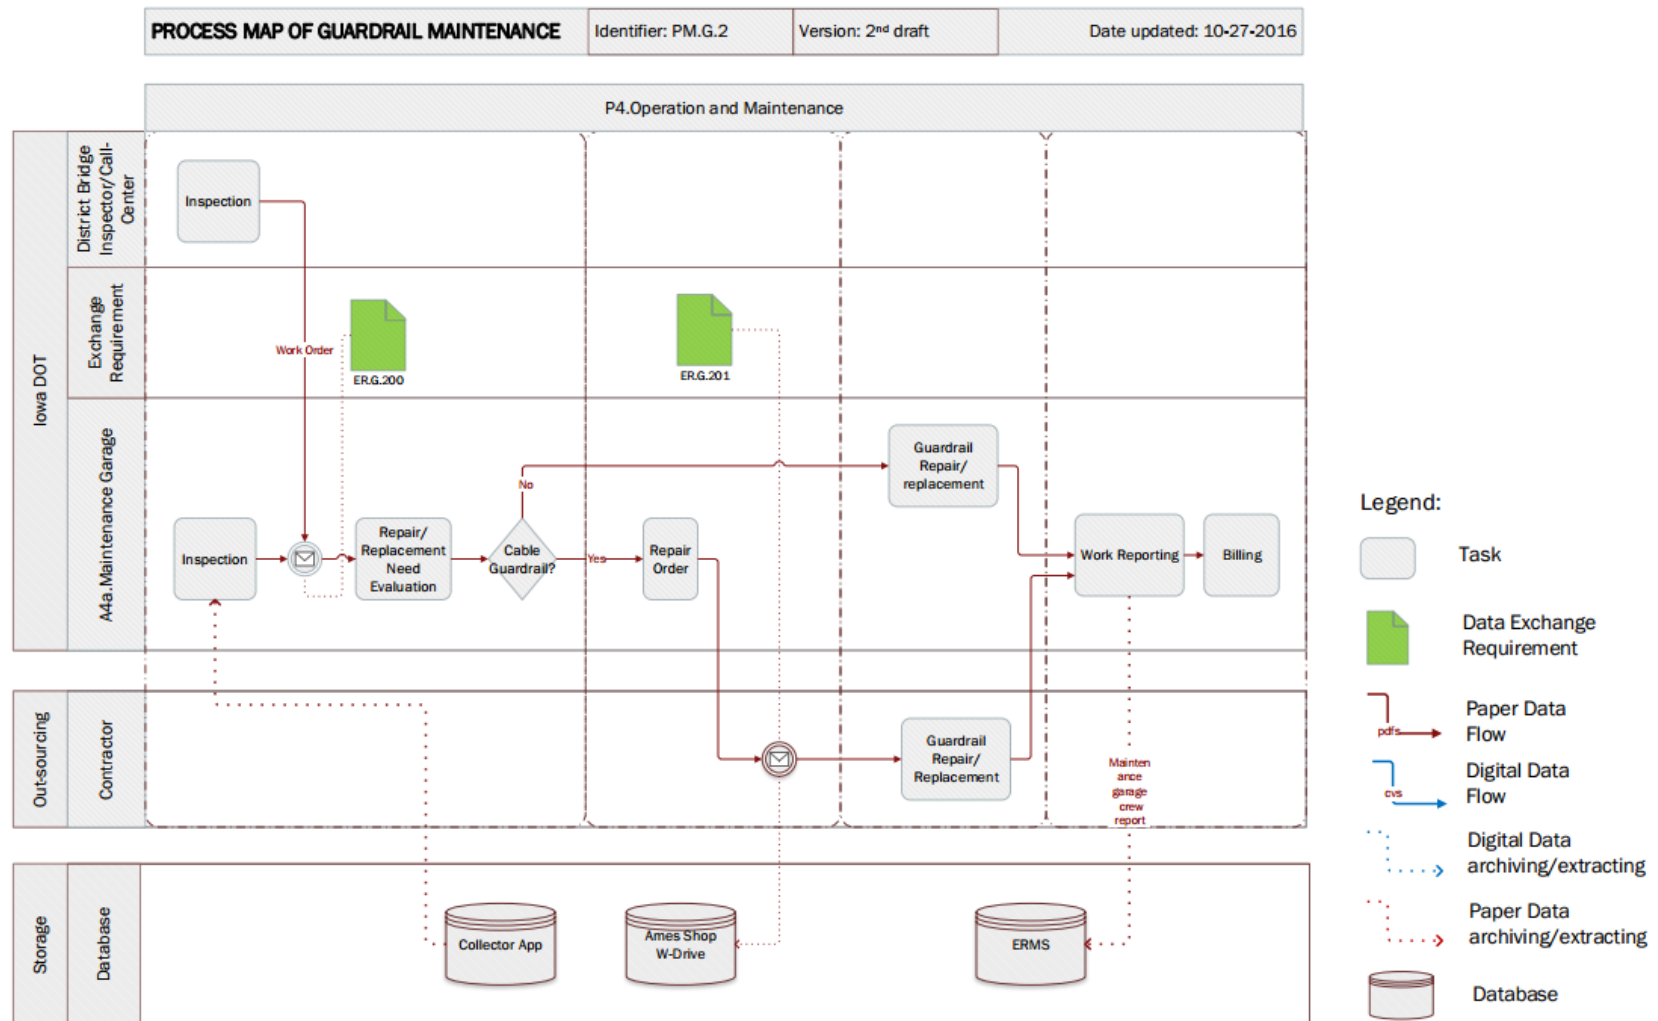 PROCESS MAP OF GUARDRAIL MAINTENANCE
Identifier: PM.G.2
Version: 2nd draft
Date updated: 10-27-2016
P4.Operation and Maintenance
Iowa DOT
District Bridge
Inspector/Call-
Center
Inspection
Exchange
Requirement
Work Order
ER.G.200
ER.G.201
A4a.Maintenance Garage
Inspection
Repair/
Replacement
Need
Evaluation
Cable
Guardrail?
No
Yes
Repair
Order
Guardrail
Repair/
replacement
Work Reporting
Billing
Out-sourcing
Contractor
Guardrail
Repair/
Replacement
Mainten
ance
garage
crew
report
Storage
Database
Collector App
Ames Shop
W-Drive
ERMS
Legend:
Task
Data Exchange
Requirement
pdfs
Paper Data
Flow
cvs
Digital Data
Flow
Digital Data
archiving/extracting
Paper Data
archiving/extracting
Database